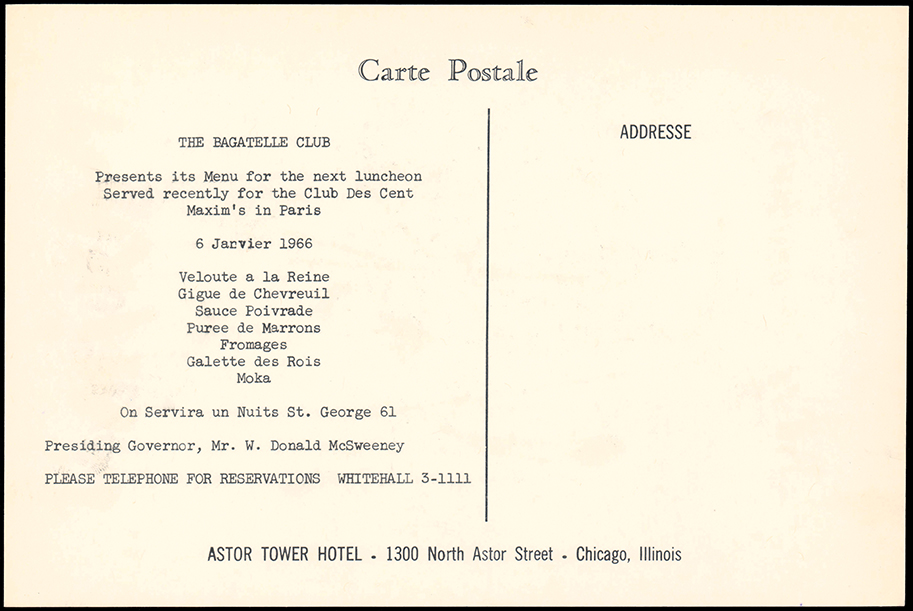 Carte Postale
THE BAGATELLE CLUB
Presents its Menu for the next luncheon
Served recently for the Club Des Cent
Maxim's in Paris
6 Janvier 1966
Veloute a la Reine
Gigue de Chevreuil
Sauce Poivrade
Puree de Marrons
Fromages
Galette des Rois
Moka
On Servira un Nuits St. George 61
Presiding Governor, Mr. W. Donald McSweeney
PLEASE TELEPHONE FOR RESERVATIONS WHITEHALL 3-1111
ADDRESSE
ASTOR TOWER HOTEL • 1300 North Astor Street • Chicago, Illinois